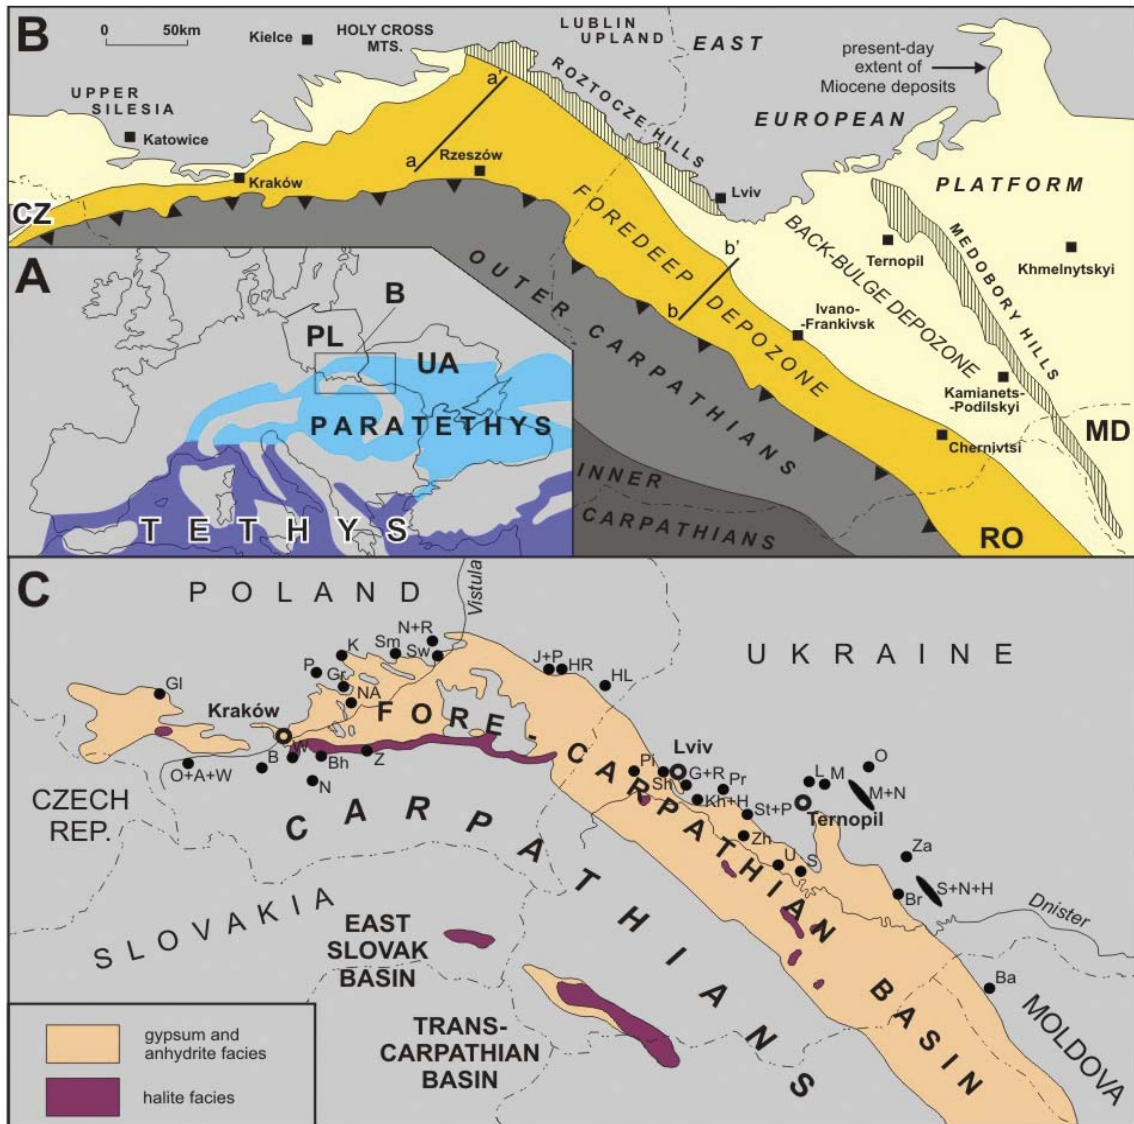 B
0 50km
Kielce
HOLY CROSS
MTS.
LUBLIN
UPLAND
EAST
EUROPEAN
PLATFORM
present-day
extent of
Miocene deposits
UPPER
SILESIA
Katowice
Kraków
Rzeszów
a
a'
ROZTOCZE HILLS
Lviv
CZ
FOREDEEP DEPOZONE
b
b'
BACK-BULGE DEPOZONE
Ternopil
MEDOBORY HILLS
Khmelnytskyi
Ivano-
-Frankivsk
Kamianets-
-Podilskyi
Chernivtsi
MD
RO
OUTER CARPATHIANS
INNER
CARPATHIANS
A
B
PL
UA
PARATETHYS
TETHYS
C
POLAND
Vistula
UKRAINE
N+R
Sm
Sw
K
P
Gr
NA
Gl
Kraków
O+A+W
B
W
Bh
Z
N
J+P
HR
HL
FORE-CARPATHIAN BASIN
Lviv
Pi
Sh
G+R
Pr
Kh+H
St+P
Zh
U
S
L
M
O
M+N
Ternopil
Za
S+N+H
Br
Dnister
Ba
CZECH
REP.
CARPATHIANS
SLOVAKIA
EAST
SLOVAK
BASIN
TRANS-
CARPATHIAN
BASIN
MOLDOVA
gypsum and
anhydrite facies
halite facies